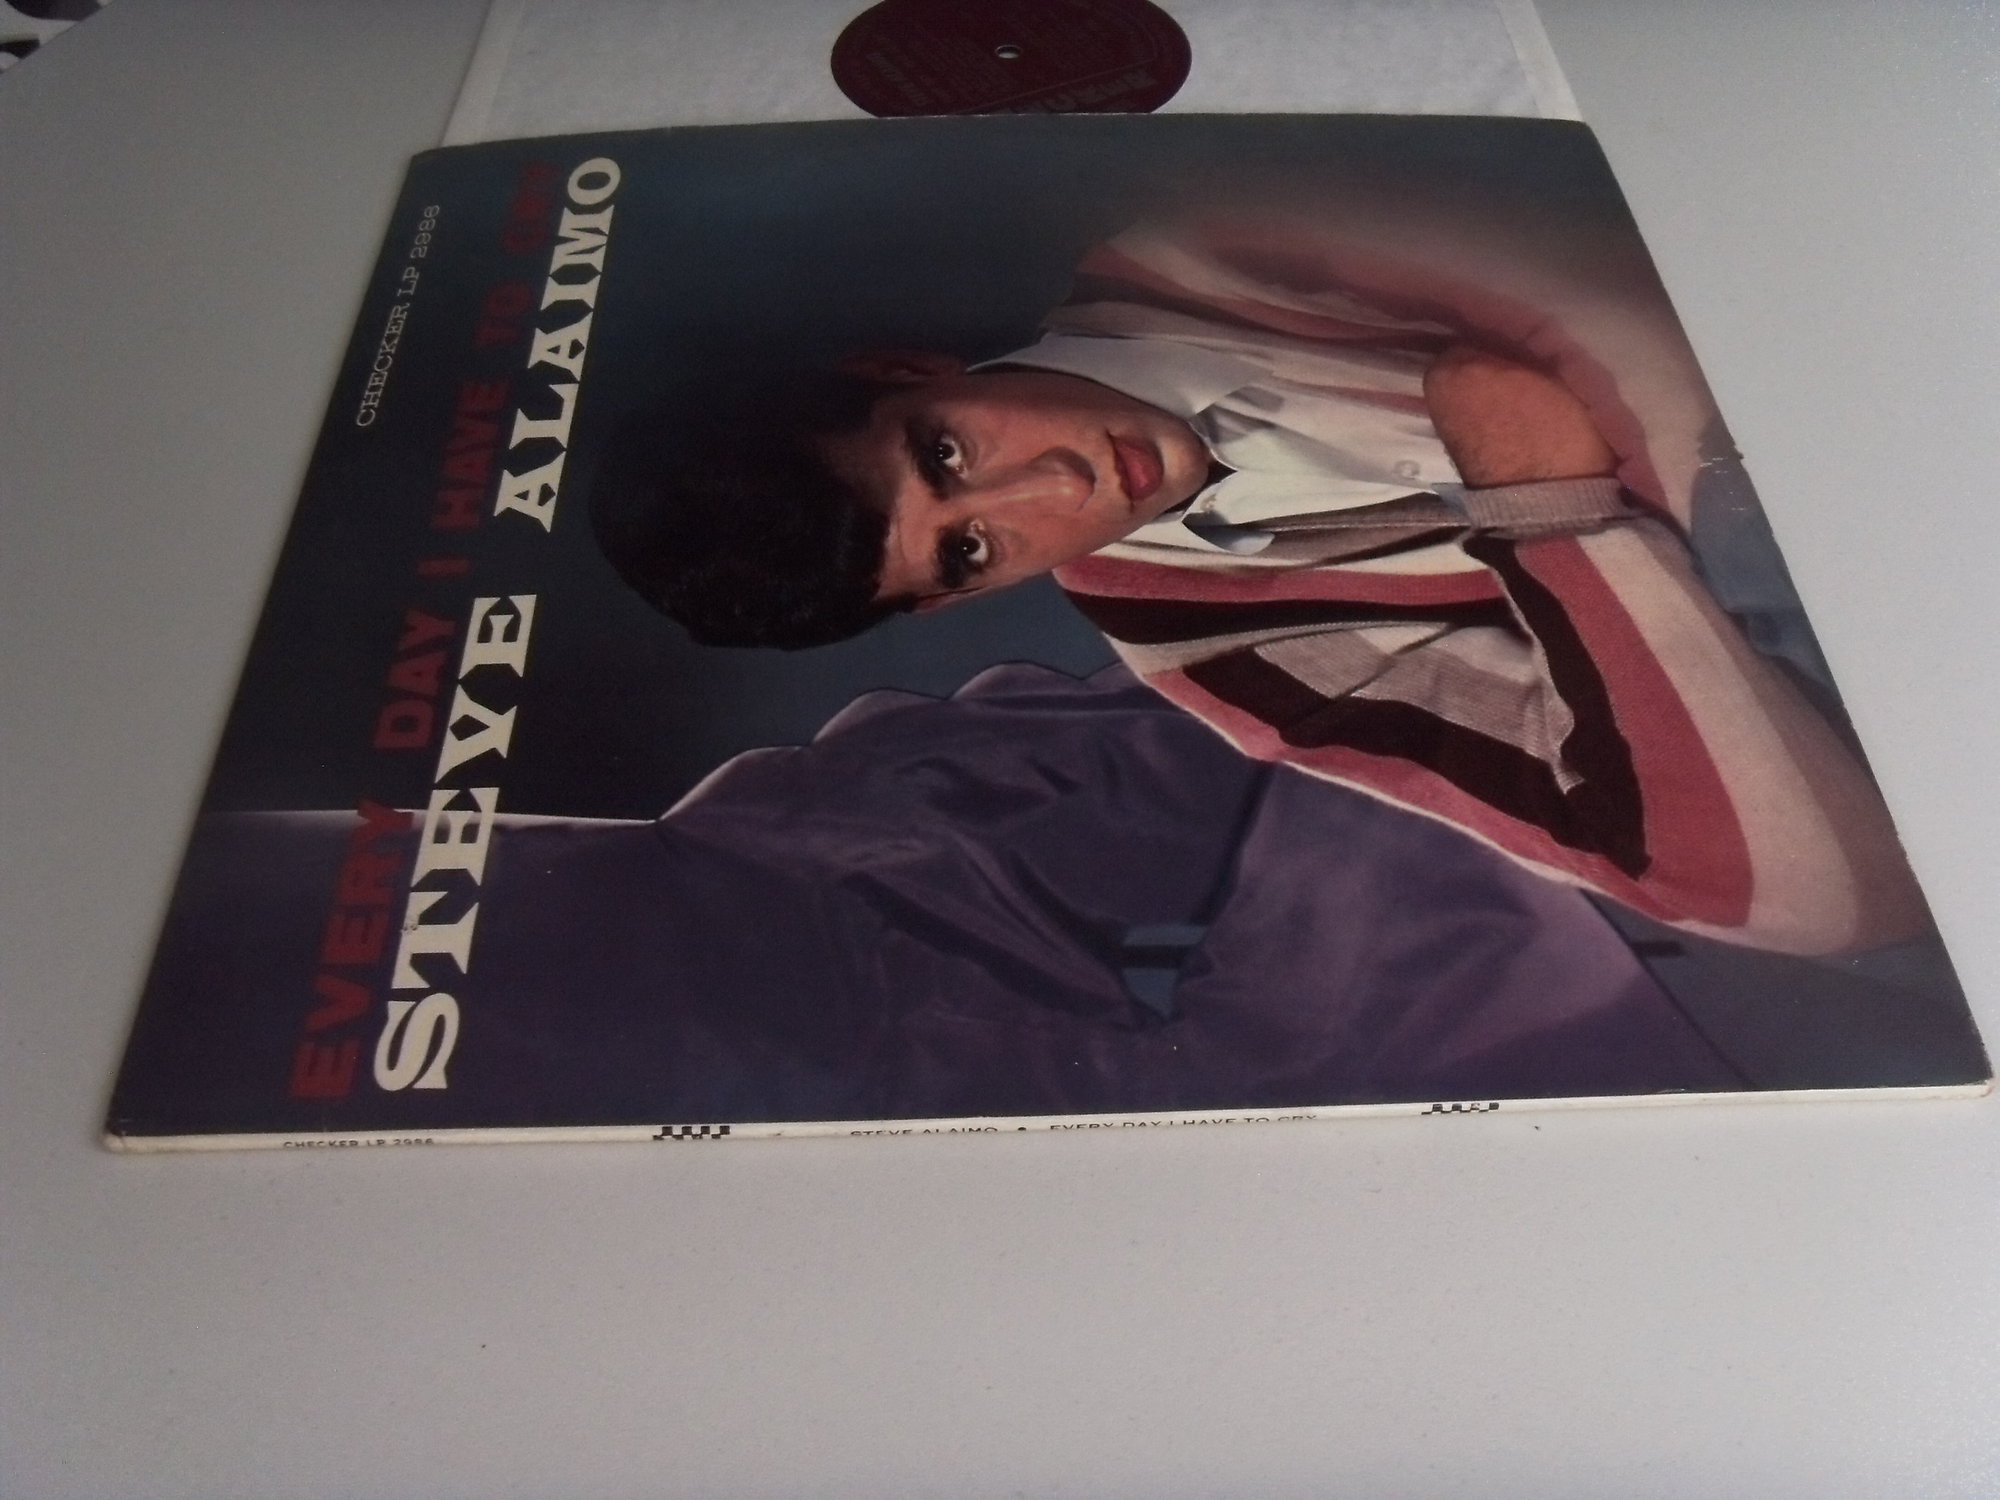 CHECKER LP 2986
EVERY DAY I HAVE TO CRY
STEVE ALAIMO
CHECKER LP 2986
STEVE ALAIMO • EVERY DAY I HAVE TO CRY